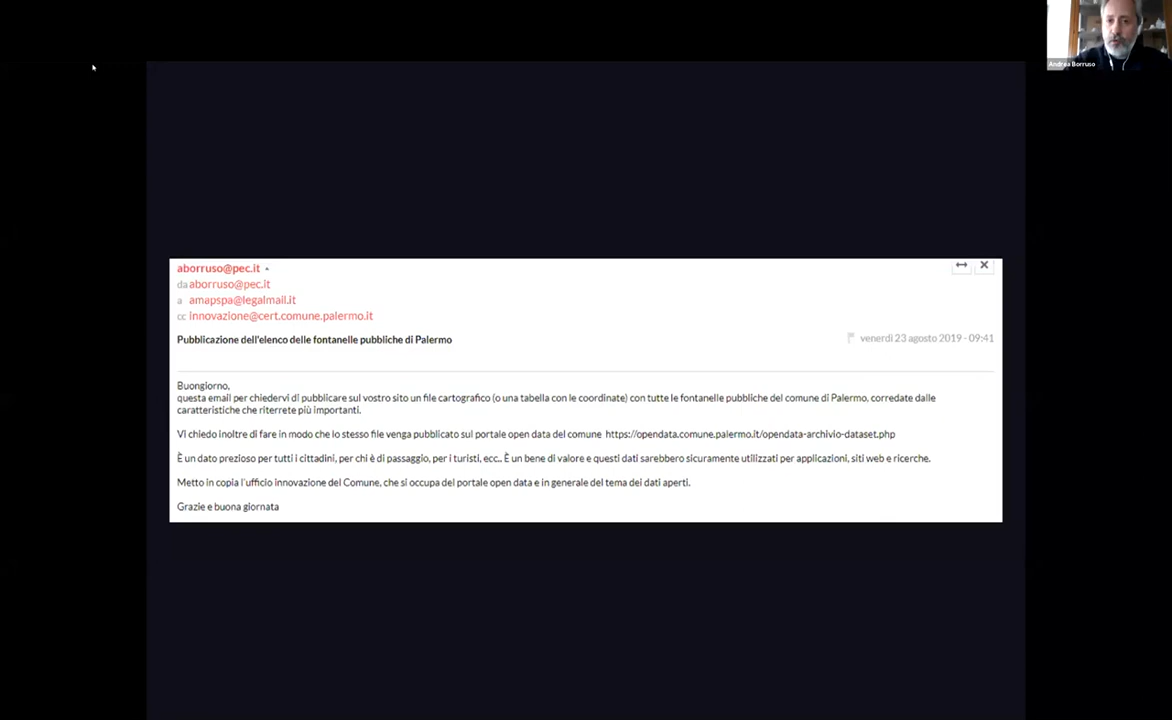 Andrea Borruso
aborruso@pec.it
da aborruso@pec.it
a amapspa@legalmail.it
cc innovazione@cert.comune.palermo.it
Pubblicazione dell'elenco delle fontanelle pubbliche di Palermo
venerdì 23 agosto 2019 - 09:41
Buongiorno,
questa email per chiedervi di pubblicare sul vostro sito un file cartografico (o una tabella con le coordinate) con tutte le fontanelle pubbliche del comune di Palermo, corredate dalle
caratteristiche che riterrete più importanti.
Vi chiedo inoltre di fare in modo che lo stesso file venga pubblicato sul portale open data del comune https://opendata.comune.palermo.it/opendata-archivio-dataset.php
È un dato prezioso per tutti i cittadini, per chi è di passaggio, per i turisti, ecc.. È un bene di valore e questi dati sarebbero sicuramente utilizzati per applicazioni, siti web e ricerche.
Metto in copia l'ufficio innovazione del Comune, che si occupa del portale open data e in generale del tema dei dati aperti.
Grazie e buona giornata